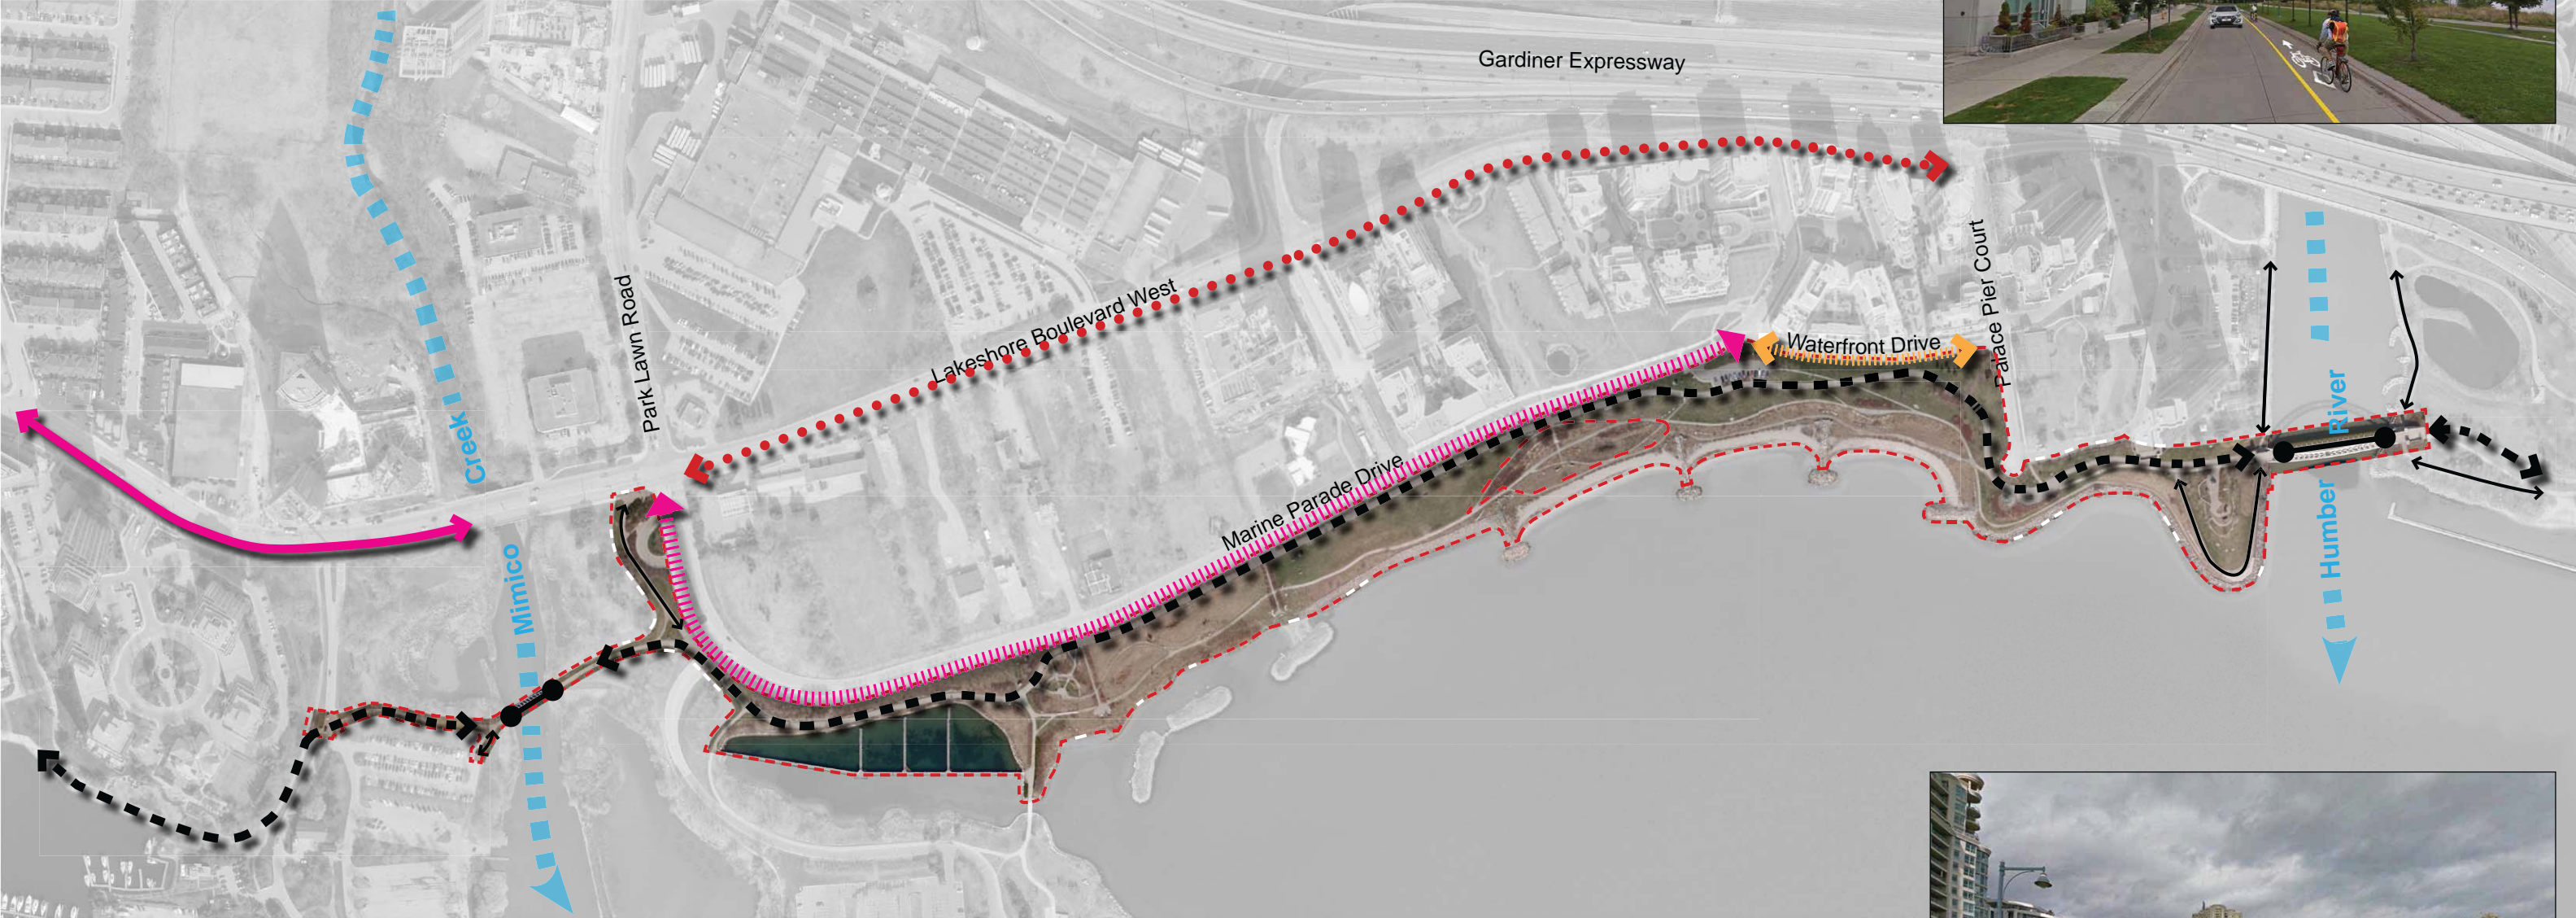 Gardiner Expressway
Park Lawn Road
Lakeshore Boulevard West
Palace Pier Court
Waterfront Drive
Marine Parade Drive
Mimico
Creek
Humber
River